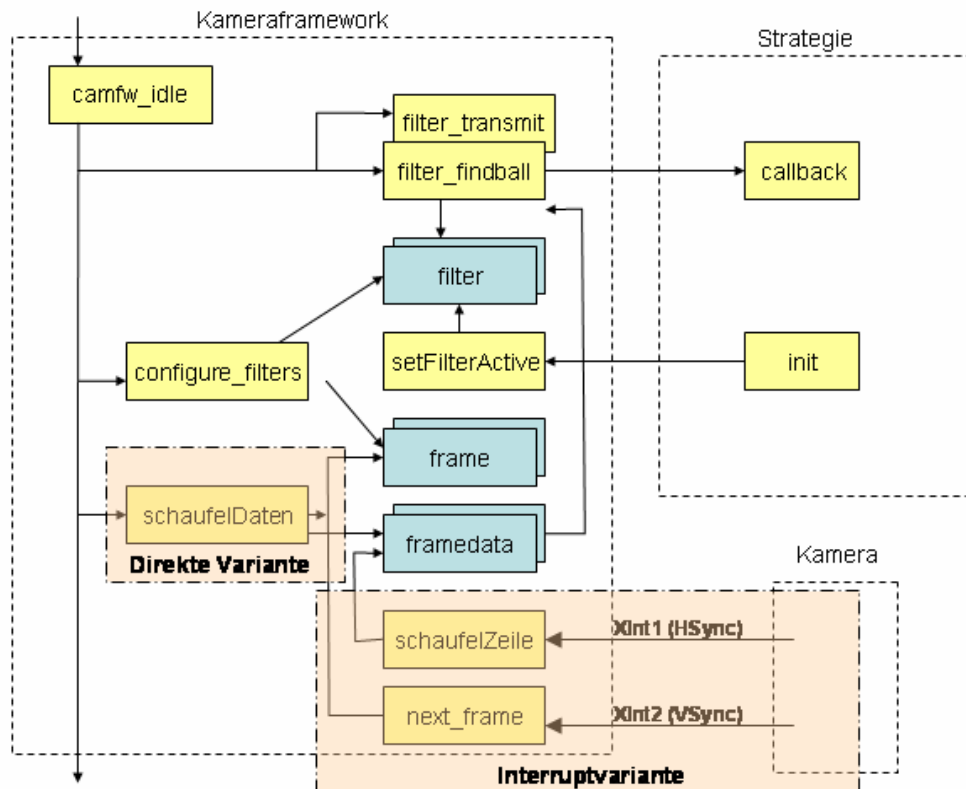 Kameraframework
Strategie
camfw_idle
filter_transmit
filter_findball
callback
filter
setFilterActive
init
configure_filters
frame
schaufelDaten
framedata
Direkte Variante
Kamera
schaufelZeile
XInt1 (HSync)
next_frame
XInt2 (VSync)
Interruptvariante